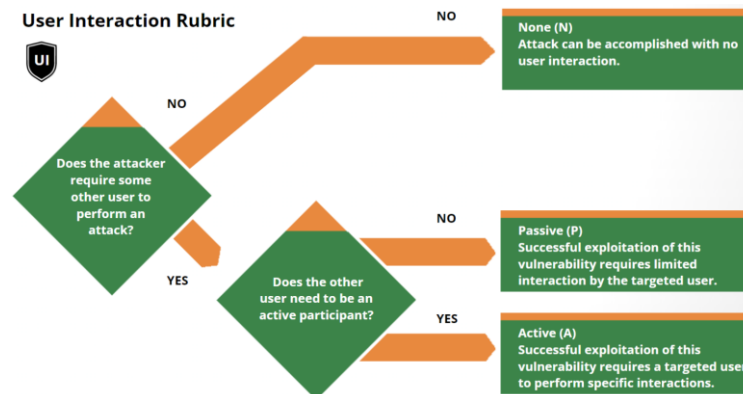 User Interaction Rubric
UI
NO
None (N)
Attack can be accomplished with no
user interaction.
NO
Does the attacker
require some
other user to
perform an
attack?
YES
NO
Passive (P)
Successful exploitation of this
vulnerability requires limited
interaction by the targeted user.
Does the other
user need to be an
active participant?
YES
Active (A)
Successful exploitation of this
vulnerability requires a targeted user
to perform specific interactions.